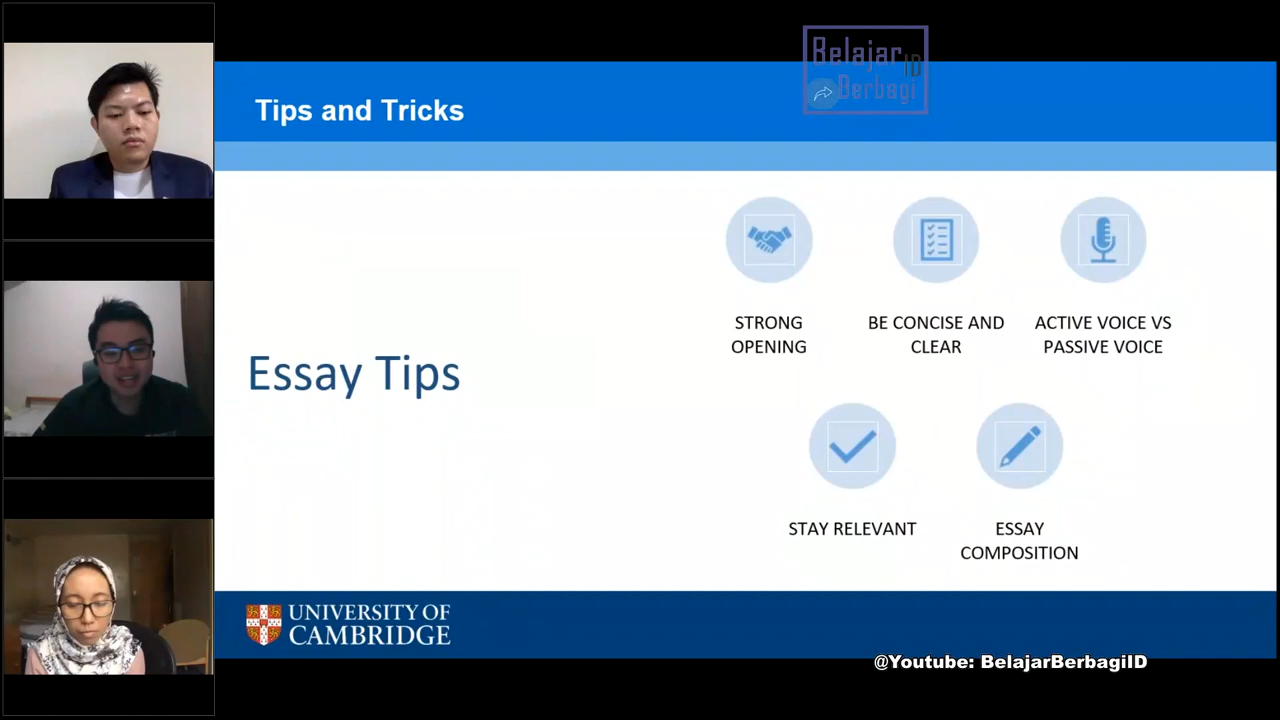 Belajar
ID
Berbagi
Tips and Tricks
Essay Tips
STRONG
OPENING
BE CONCISE AND
CLEAR
ACTIVE VOICE VS
PASSIVE VOICE
STAY RELEVANT
ESSAY
COMPOSITION
UNIVERSITY OF
CAMBRIDGE
@Youtube: BelajarBerbagiID